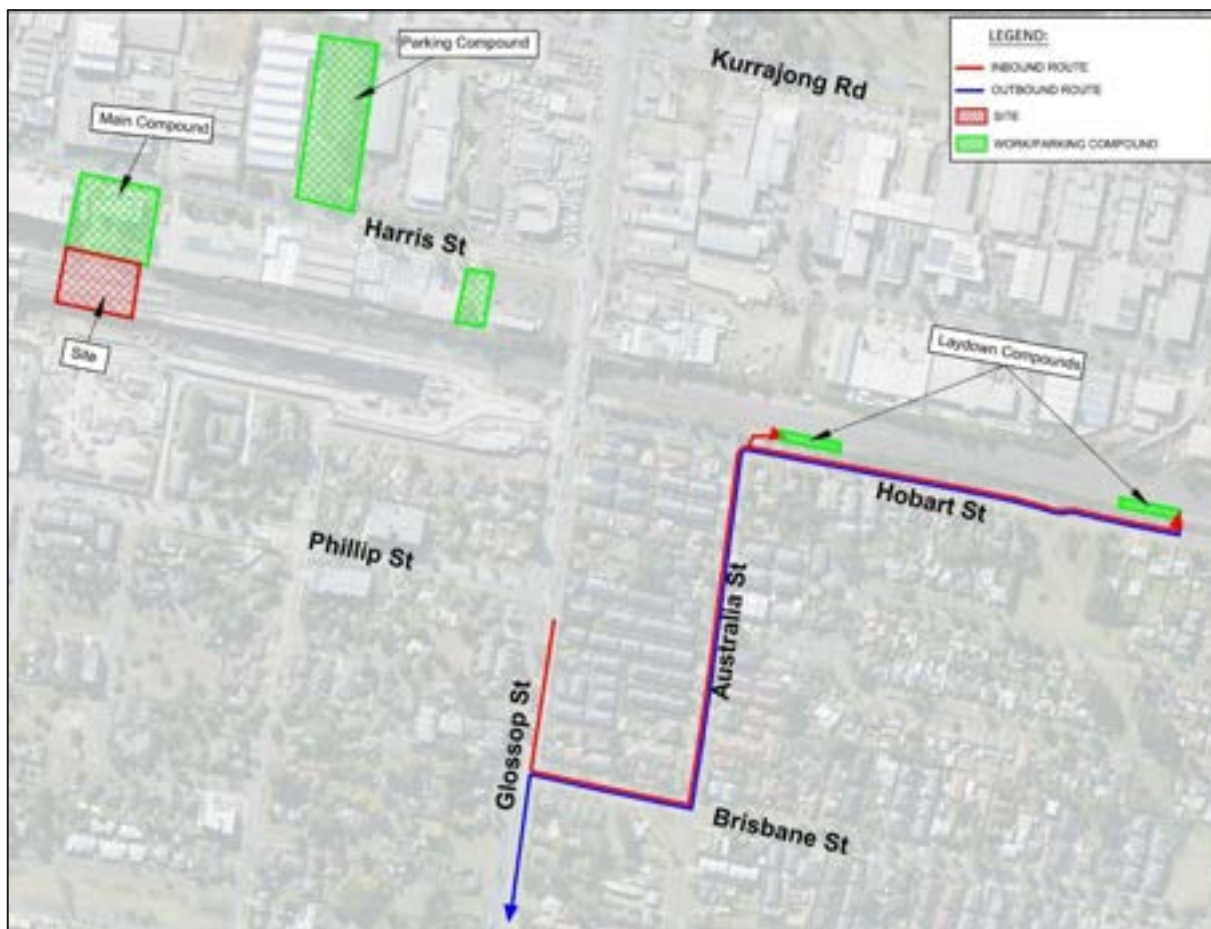 Parking Compound
Kurrajong Rd
LEGEND:
INBOUND ROUTE
OUTBOUND ROUTE
SITE
WORK/PARKING COMPOUND
Main Compound
Harris St
Site
Laydown Compounds
Hobart St
Phillip St
Australia St
Glossop St
Brisbane St